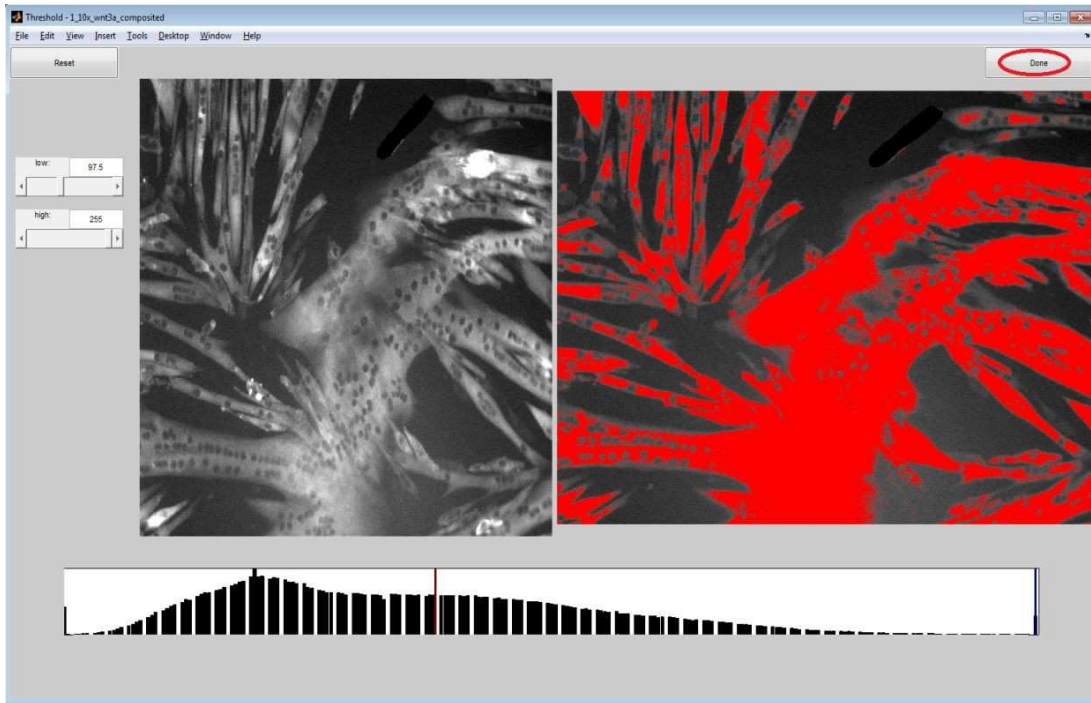 Threshold - 1_10x_wnt3a_composited
File Edit View Insert Tools Desktop Window Help
Reset
Done
low:
97.5
high:
255